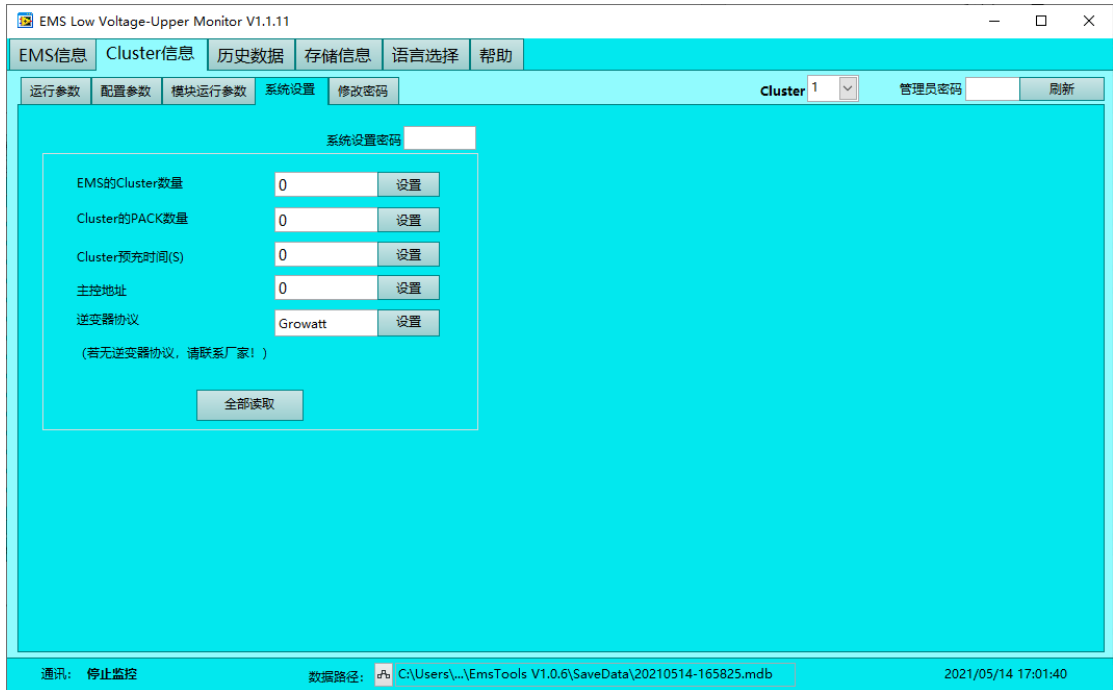 EMS Low Voltage-Upper Monitor V1.1.11
EMS信息 Cluster信息 历史数据 存储信息 语言选择 帮助
运行参数 配置参数 模块运行参数 系统设置 修改密码 Cluster 1 管理员密码 刷新
系统设置密码
EMS的Cluster数量 0 设置
Cluster的PACK数量 0 设置
Cluster预充时间(S) 0 设置
主控地址 0 设置
逆变器协议 Growatt 设置
(若无逆变器协议，请联系厂家！)
全部读取
通讯： 停止监控 数据路径： C:\Users\...\EmsTools V1.0.6\SaveData\20210514-165825.mdb 2021/05/14 17:01:40